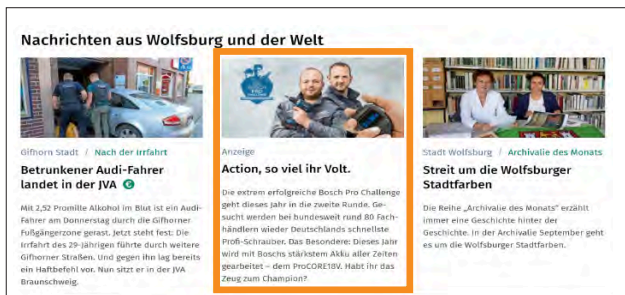 Nachrichten aus Wolfsburg und der Welt
Gifhorn Stadt / Nach der Irrfahrt
Betrunkener Audi-Fahrer
landet in der JVA
Mit 2,52 Promille Alkohol im Blut ist ein Audi-
Fahrer am Donnerstag durch die Gifhorner
Fußgängerzone gerast. Jetzt steht fest: Die
Irrfahrt des 29-Jährigen führte durch weitere
Gifhorner Straßen. Und gegen ihn lag bereits
ein Haftbefehl vor. Nun sitzt er in der JVA
Braunschweig.
Anzeige
Action, so viel ihr Volt.
Die extrem erfolgreiche Bosch Pro Challenge
geht dieses Jahr in die zweite Runde. Ge-
sucht werden bei bundesweit rund 80 Fach-
händlern wieder Deutschlands schnellste
Profi-Schrauber. Das Besondere: Dieses Jahr
wird mit Boschs stärkstem Akku aller Zeiten
gearbeitet – dem ProCORE18V. Habt ihr das
Zeug zum Champion?
Stadt Wolfsburg / Archivalie des Monats
Streit um die Wolfsburger
Stadtfarben
Die Reihe „Archivalie des Monats“ erzählt
immer eine Geschichte hinter der
Geschichte. In der Archivalie September geht
es um die Wolfsburger Stadtfarben.